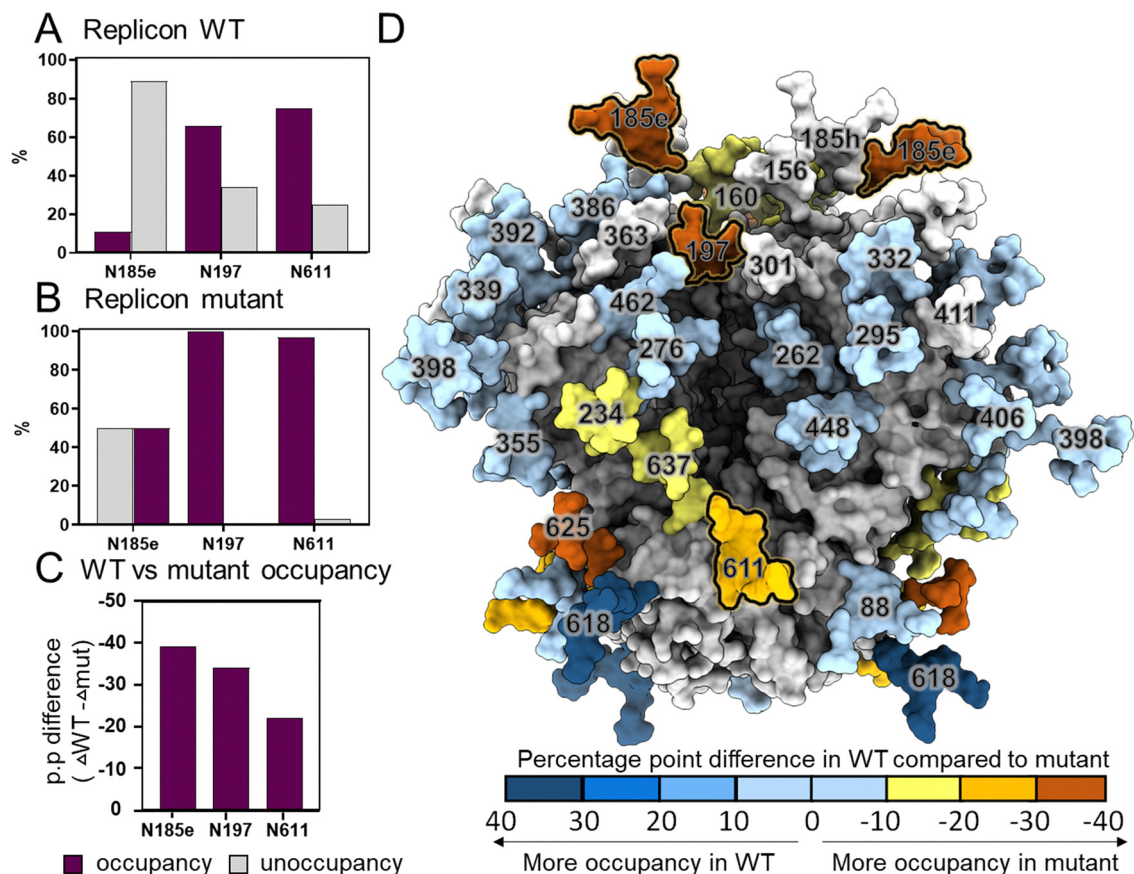 A Replicon WT
100
80
60
40
20
0
%
N185e N197 N611
B Replicon mutant
100
80
60
40
20
0
%
N185e N197 N611
C WT vs mutant occupancy
-50
-40
-30
-20
-10
0
p.p difference
( △WT -△mut)
N185e N197 N611
occupancy unoccupancy
D
185e
185h
185e
156
160
386
392
363
197
301
332
339
462
411
276
262
295
398
234
406
398
355
448
637
625
611
618
88
618
Percentage point difference in WT compared to mutant
40 30 20 10 0 -10 -20 -30 -40
More occupancy in WT More occupancy in mutant